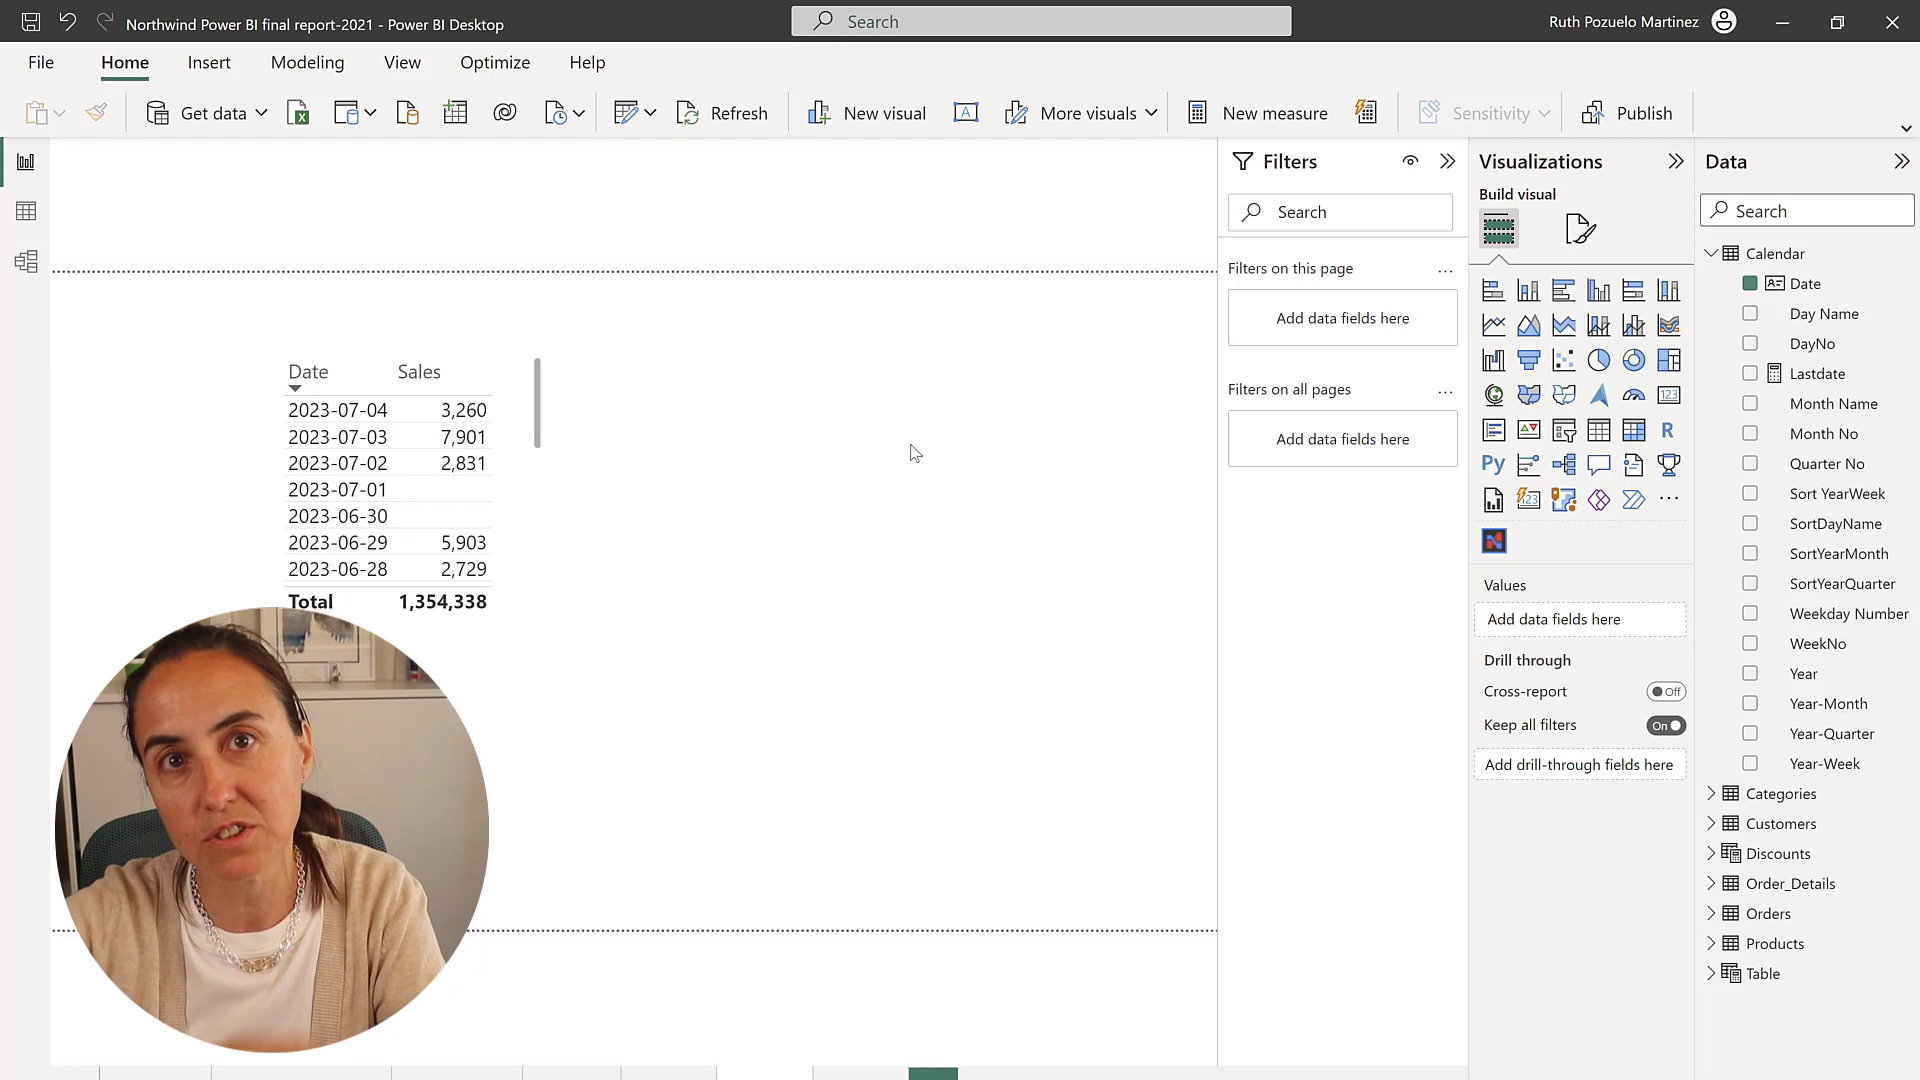 Northwind Power BI final report-2021 - Power BI Desktop
Search
Ruth Pozuelo Martinez
File
Home
Insert
Modeling
View
Optimize
Help
Get data
Refresh
New visual
More visuals
New measure
Sensitivity
Publish
Date Sales
2023-07-04 3,260
2023-07-03 7,901
2023-07-02 2,831
2023-07-01
2023-06-30
2023-06-29 5,903
2023-06-28 2,729
Total 1,354,338
Filters
Search
Filters on this page
...
Add data fields here
Filters on all pages
...
Add data fields here
Visualizations
Build visual
123
R
Py
123
...
Values
Add data fields here
Drill through
Cross-report
Off
Keep all filters
On
Add drill-through fields here
Data
Search
Calendar
Date
Day Name
DayNo
Lastdate
Month Name
Month No
Quarter No
Sort YearWeek
SortDayName
SortYearMonth
SortYearQuarter
Weekday Number
WeekNo
Year
Year-Month
Year-Quarter
Year-Week
Categories
Customers
Discounts
Order_Details
Orders
Products
Table